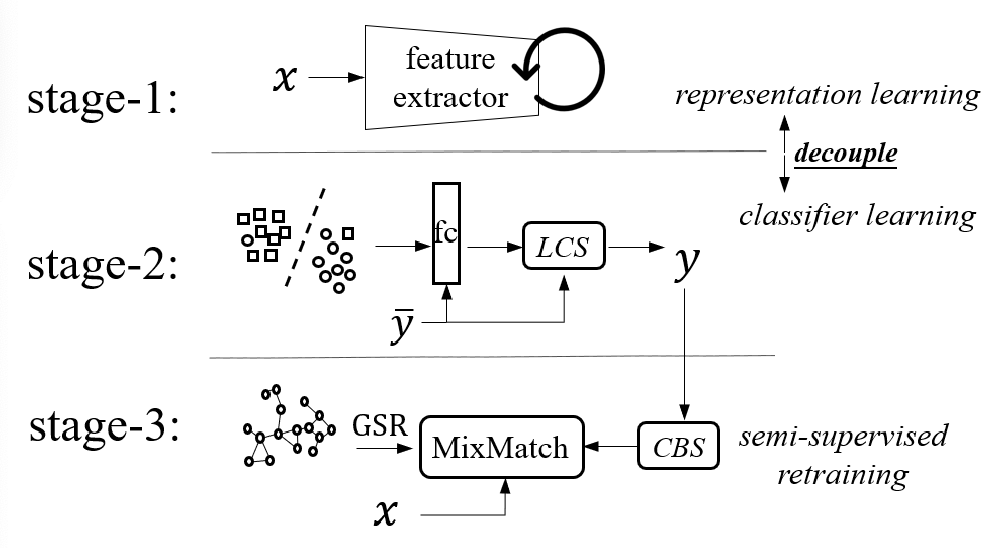 stage-1:
x
feature
extractor
representation learning
decouple
classifier learning
stage-2:
fc
LCS
y
ȳ
stage-3:
GSR
MixMatch
CBS
semi-supervised
retraining
x